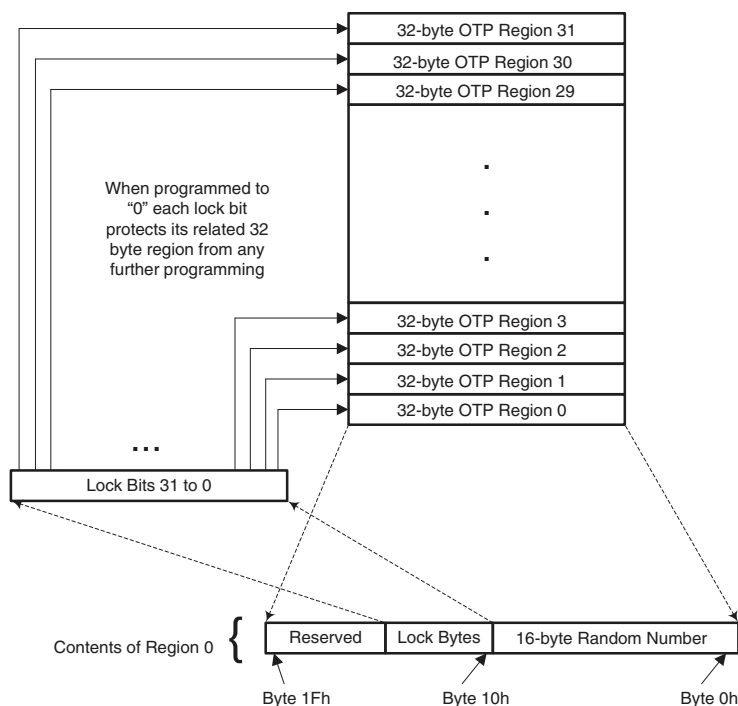 32-byte OTP Region 31
32-byte OTP Region 30
32-byte OTP Region 29
.
.
.
When programmed to
“0” each lock bit
protects its related 32
byte region from any
further programming
32-byte OTP Region 3
32-byte OTP Region 2
32-byte OTP Region 1
32-byte OTP Region 0
...
Lock Bits 31 to 0
Contents of Region 0 {
Reserved
Lock Bytes
16-byte Random Number
Byte 1Fh
Byte 10h
Byte 0h